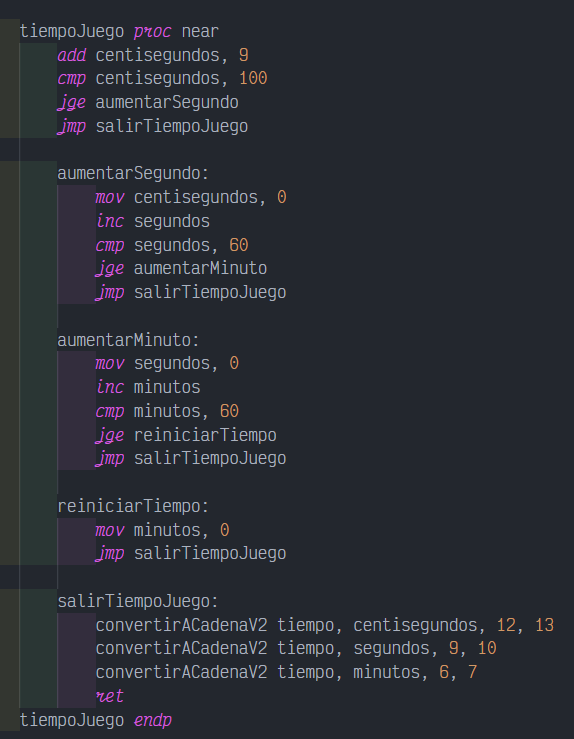 tiempoJuego proc near
add centisegundos, 9
cmp centisegundos, 100
jge aumentarSegundo
jmp salirTiempoJuego
aumentarSegundo:
mov centisegundos, 0
inc segundos
cmp segundos, 60
jge aumentarMinuto
jmp salirTiempoJuego
aumentarMinuto:
mov segundos, 0
inc minutos
cmp minutos, 60
jge reiniciarTiempo
jmp salirTiempoJuego
reiniciarTiempo:
mov minutos, 0
jmp salirTiempoJuego
salirTiempoJuego:
convertirACadenaV2 tiempo, centisegundos, 12, 13
convertirACadenaV2 tiempo, segundos, 9, 10
convertirACadenaV2 tiempo, minutos, 6, 7
ret
tiempoJuego endp